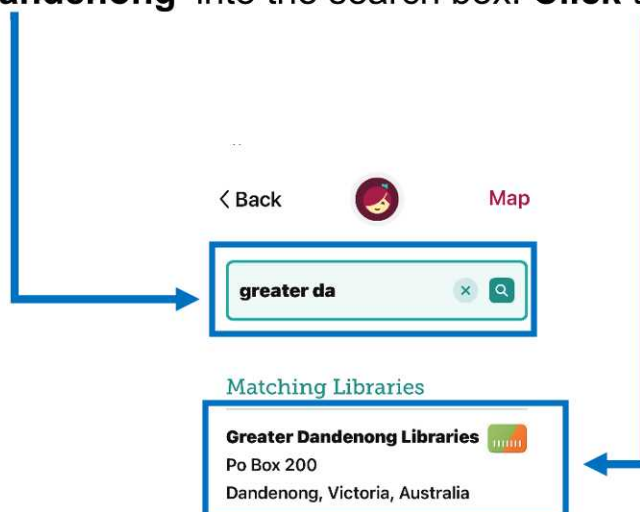 andenong' into the search box. Click
< Back Map
greater da
Matching Libraries
Greater Dandenong Libraries
Po Box 200
Dandenong, Victoria, Australia